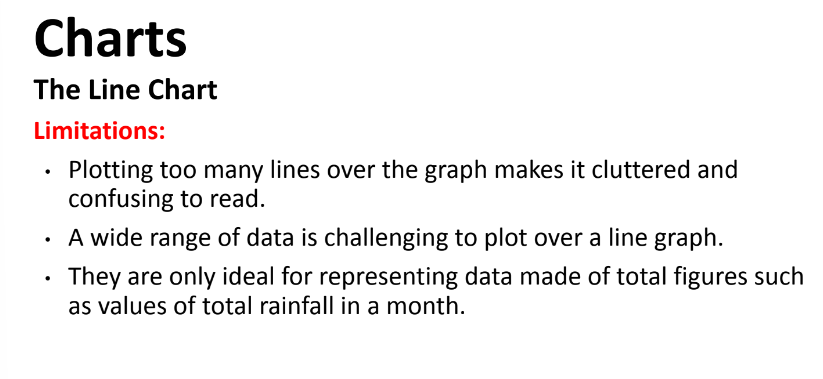 Charts
The Line Chart
Limitations:
• Plotting too many lines over the graph makes it cluttered and
confusing to read.
• A wide range of data is challenging to plot over a line graph.
• They are only ideal for representing data made of total figures such
as values of total rainfall in a month.